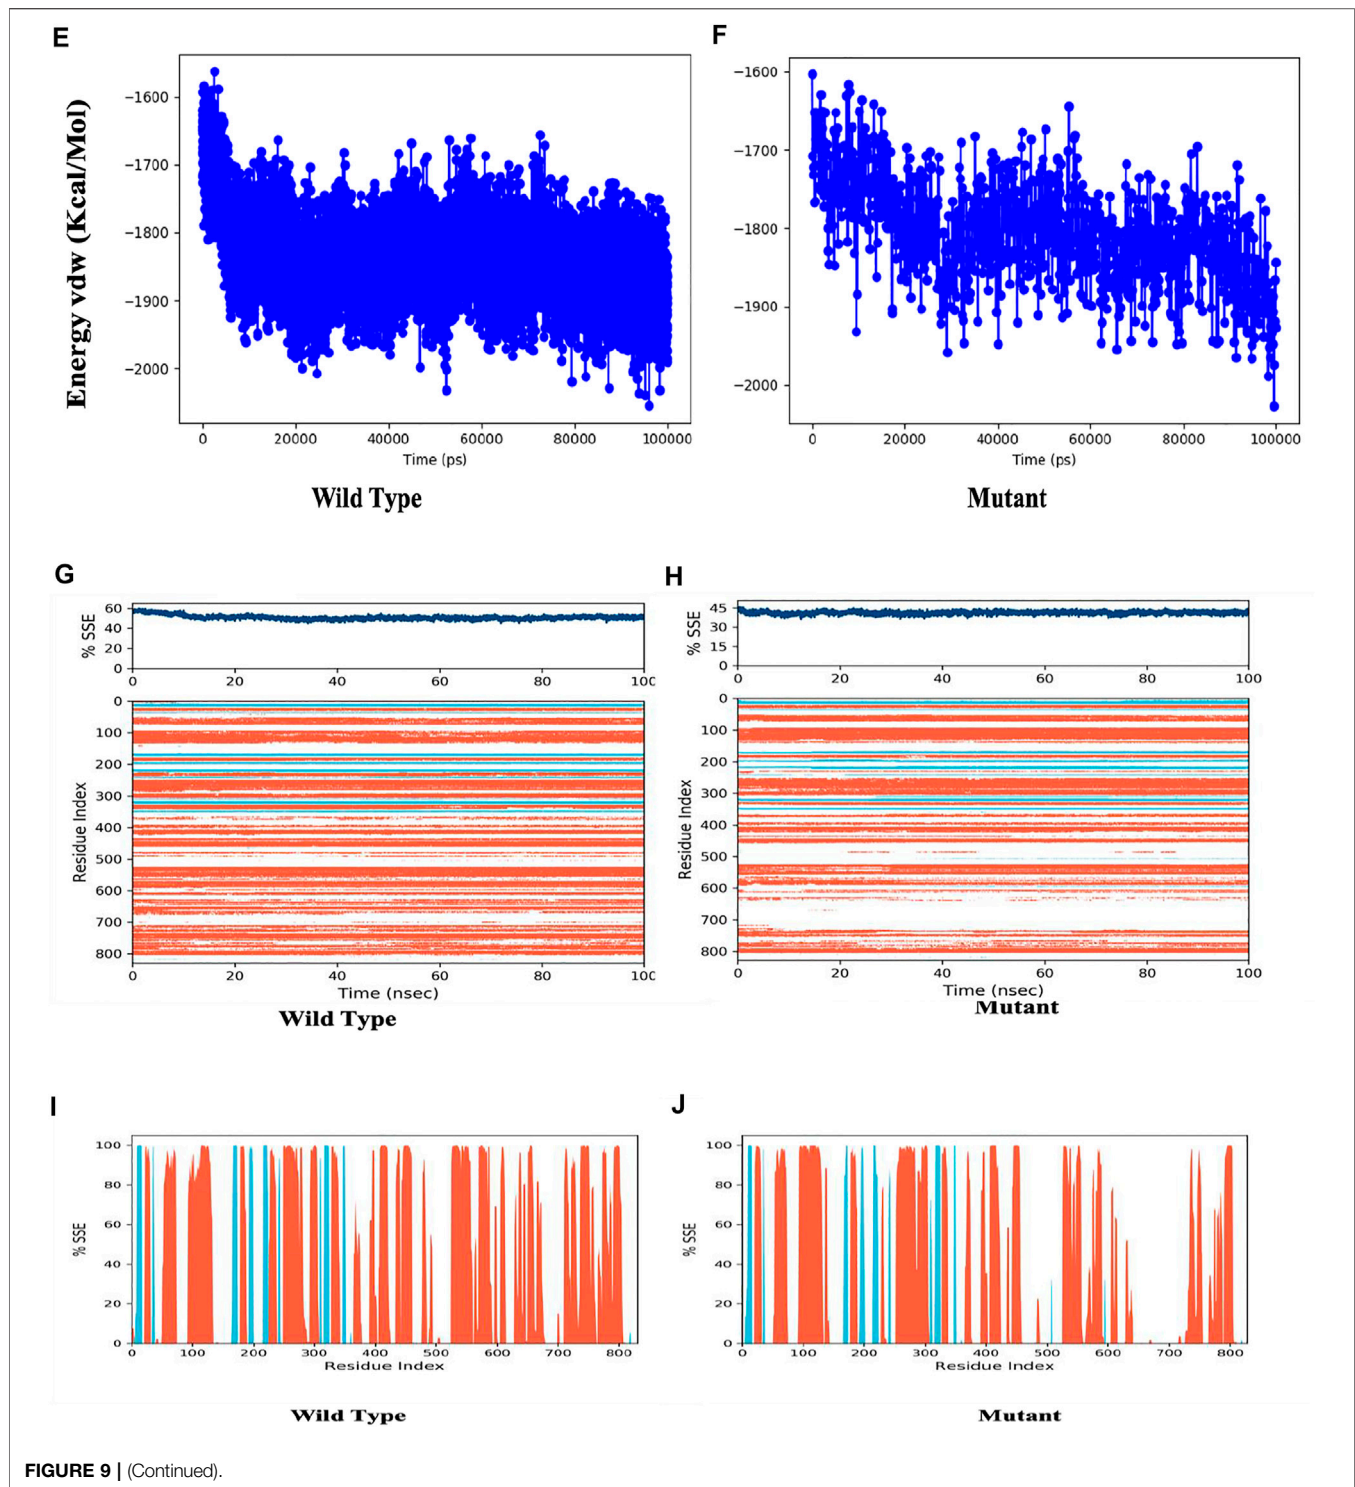 E
F
Energy vdw (Kcal/Mol)
−1600
−1700
−1800
−1900
−2000
0
20000
40000
60000
80000
100000
Time (ps)
Wild Type
−1600
−1700
−1800
−1900
−2000
0
20000
40000
60000
80000
100000
Time (ps)
Mutant
G
H
% SSE
60
40
20
0
0 20 40 60 80 100
Residue Index
0
100
200
300
400
500
600
700
800
0 20 40 60 80 100
Time (nsec)
Wild Type
% SSE
45
30
15
0
0 20 40 60 80 100
Residue Index
0
100
200
300
400
500
600
700
800
0 20 40 60 80 100
Time (nsec)
Mutant
I
J
% SSE
100
80
60
40
20
0
0 100 200 300 400 500 600 700 800
Residue Index
Wild Type
% SSE
100
80
60
40
20
0
0 100 200 300 400 500 600 700 800
Residue Index
Mutant
FIGURE 9 | (Continued).